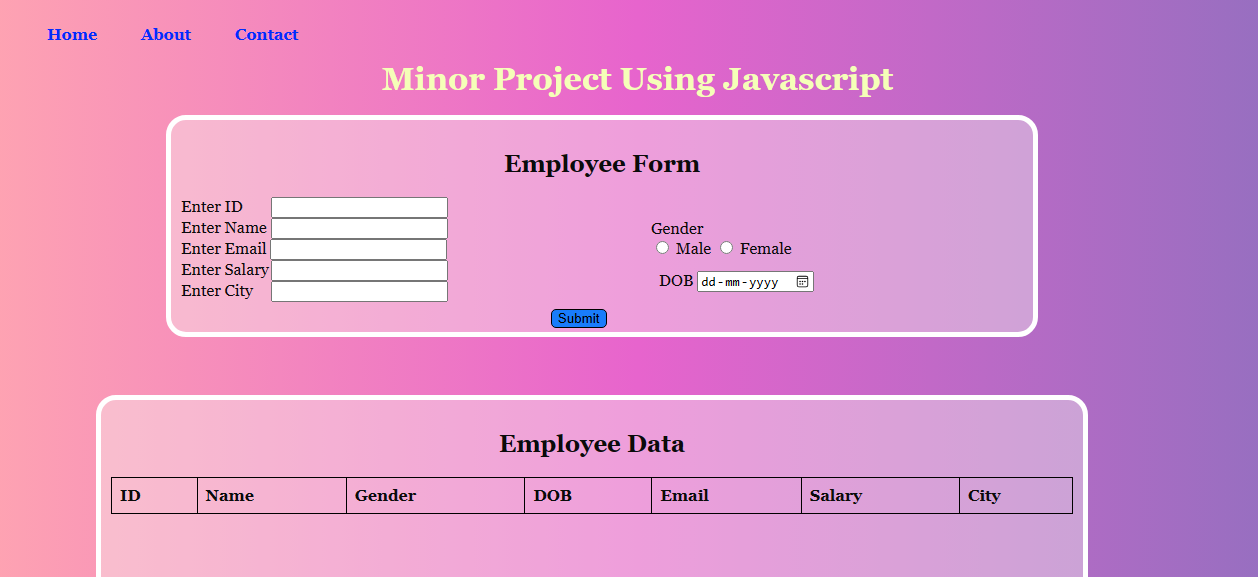 Home About Contact
Minor Project Using Javascript
Employee Form
Enter ID
Enter Name
Enter Email
Enter Salary
Enter City
Gender
Male Female
DOB dd-mm-yyyy
Submit
Employee Data
ID Name Gender DOB Email Salary City